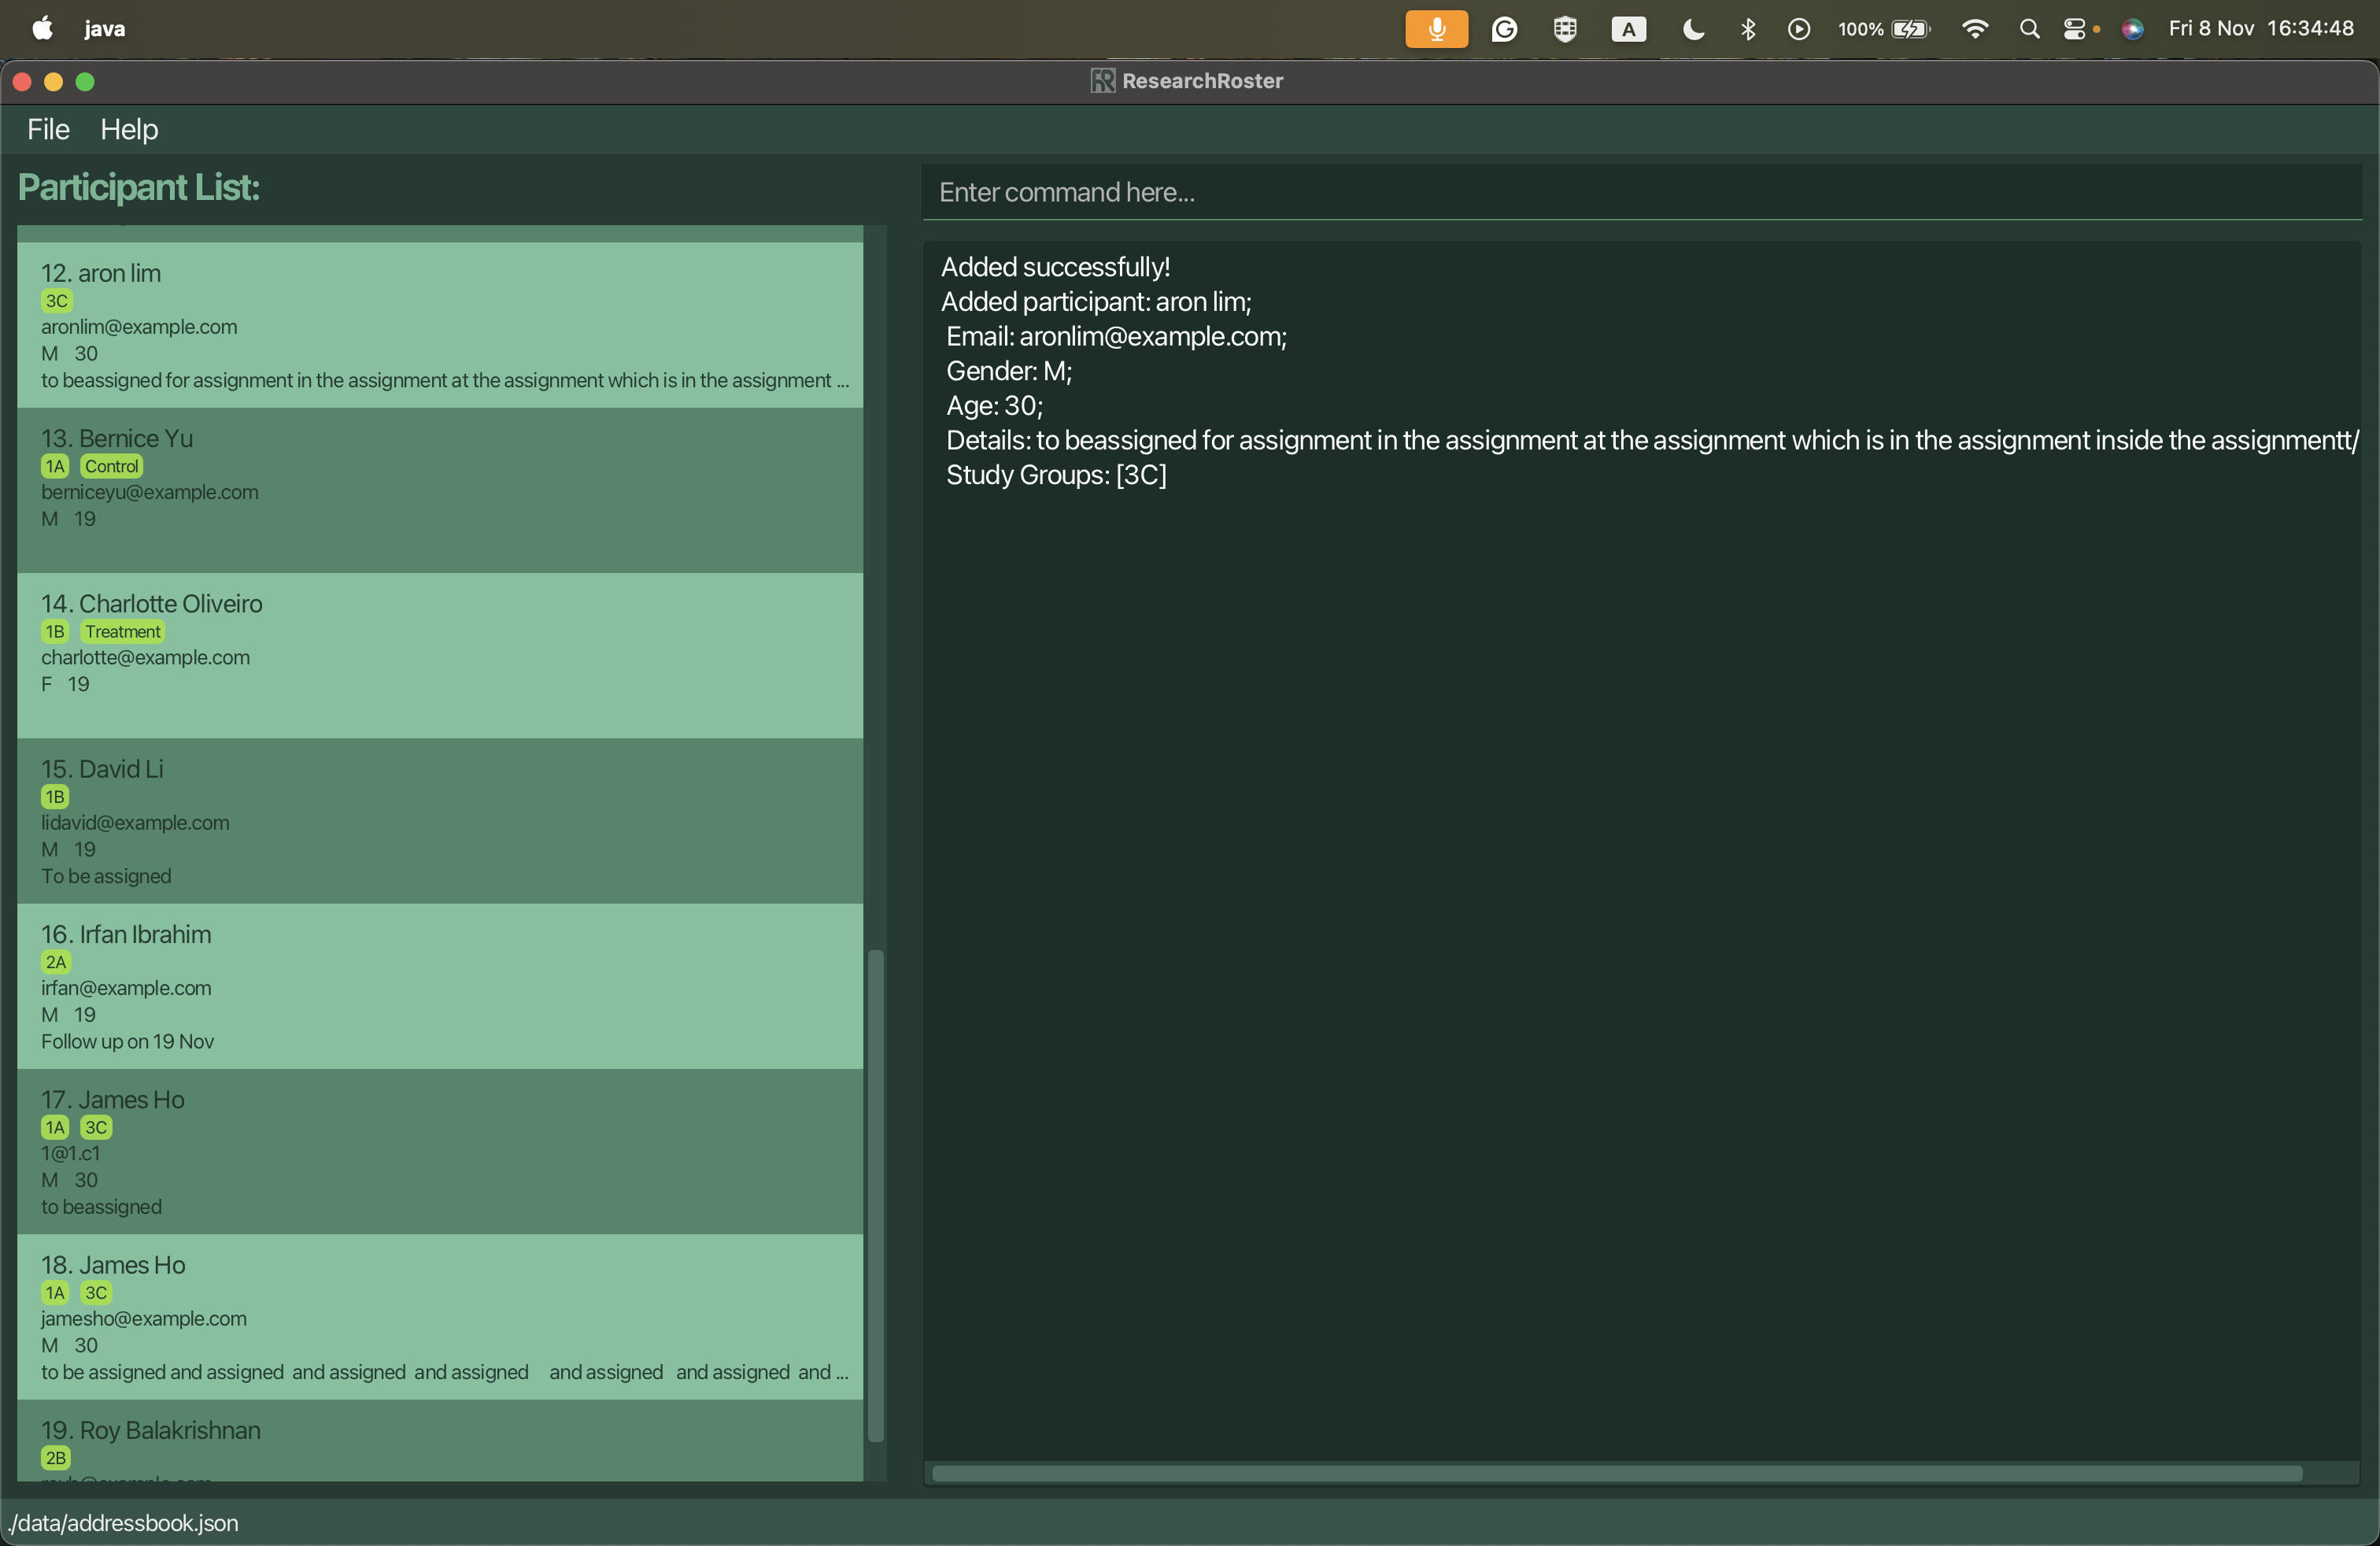 java
A
100%
Fri 8 Nov 16:34:48
ResearchRoster
File Help
Participant List:
12. aron lim
3C
aronlim@example.com
M 30
to beassigned for assignment in the assignment at the assignment which is in the assignment ...
13. Bernice Yu
1A Control
berniceyu@example.com
M 19
14. Charlotte Oliveiro
1B Treatment
charlotte@example.com
F 19
15. David Li
1B
lidavid@example.com
M 19
To be assigned
16. Irfan Ibrahim
2A
irfan@example.com
M 19
Follow up on 19 Nov
17. James Ho
1A 3C
1@1.c1
M 30
to beassigned
18. James Ho
1A 3C
jamesho@example.com
M 30
to be assigned and assigned and assigned and assigned and assigned and assigned and ...
19. Roy Balakrishnan
2B
Enter command here...
Added successfully!
Added participant: aron lim;
Email: aronlim@example.com;
Gender: M;
Age: 30;
Details: to beassigned for assignment in the assignment at the assignment which is in the assignment inside the assignmentt/
Study Groups: [3C]
./data/addressbook.json